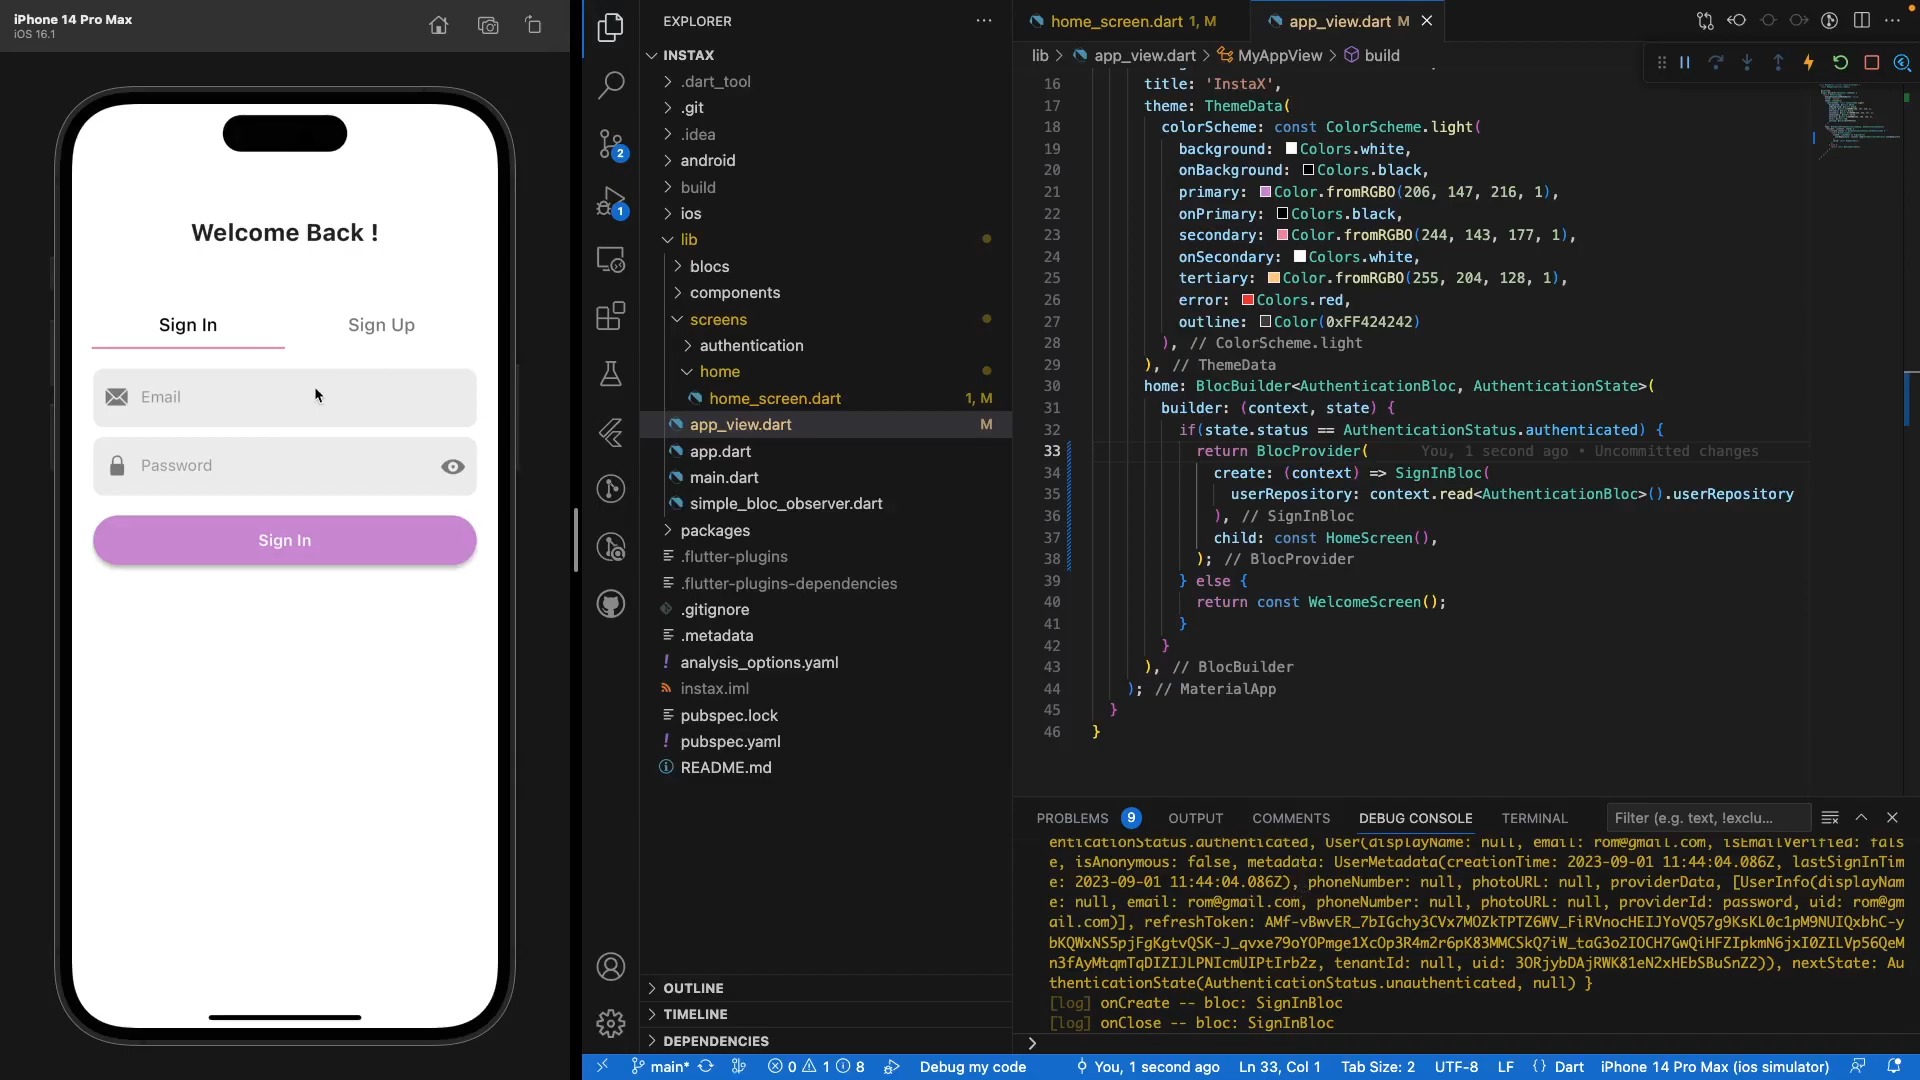 iPhone 14 Pro Max
iOS 16.1
Welcome Back !
Sign In
Sign Up
Email
Password
Sign In
EXPLORER
INSTAX
.dart_tool
.git
.idea
android
build
ios
lib
blocs
components
screens
authentication
home
home_screen.dart 1, M
app_view.dart M
app.dart
main.dart
simple_bloc_observer.dart
packages
.flutter-plugins
.flutter-plugins-dependencies
.gitignore
.metadata
analysis_options.yaml
instax.iml
pubspec.lock
pubspec.yaml
README.md
OUTLINE
TIMELINE
DEPENDENCIES
2
1
home_screen.dart 1, M
app_view.dart M
lib > app_view.dart > MyAppView > build
16 title: 'InstaX',
17 theme: ThemeData(
18 colorScheme: const ColorScheme.light(
19 background: Colors.white,
20 onBackground: Colors.black,
21 primary: Color.fromRGBO(206, 147, 216, 1),
22 onPrimary: Colors.black,
23 secondary: Color.fromRGBO(244, 143, 177, 1),
24 onSecondary: Colors.white,
25 tertiary: Color.fromRGBO(255, 204, 128, 1),
26 error: Colors.red,
27 outline: Color(0xFF424242)
28 ), // ColorScheme.light
29 ), // ThemeData
30 home: BlocBuilder<AuthenticationBloc, AuthenticationState>(
31 builder: (context, state) {
32 if(state.status == AuthenticationStatus.authenticated) {
33 return BlocProvider( You, 1 second ago • Uncommitted changes
34 create: (context) => SignInBloc(
35 userRepository: context.read<AuthenticationBloc>().userRepository
36 ), // SignInBloc
37 child: const HomeScreen(),
38 ); // BlocProvider
39 } else {
40 return const WelcomeScreen();
41 }
42 }
43 ), // BlocBuilder
44 ); // MaterialApp
45 }
46 }
PROBLEMS 9 OUTPUT COMMENTS DEBUG CONSOLE TERMINAL Filter (e.g. text, !exclu...
enticationStatus.authenticated, User(displayName: null, email: rom@gmail.com, isEmailVerified: fals
e, isAnonymous: false, metadata: UserMetadata(creationTime: 2023-09-01 11:44:04.086Z, lastSignInTim
e: 2023-09-01 11:44:04.086Z), phoneNumber: null, photoURL: null, providerData, [UserInfo(displayNam
e: null, email: rom@gmail.com, phoneNumber: null, photoURL: null, providerId: password, uid: rom@gm
ail.com)], refreshToken: AMf-vBwvER_7bIGchy3CVx7MOZkTPTZ6WV_FiRVnocHEIJYoVQ57g9KsKL0c1pM9NUIQxbhC-y
bKQWxNS5pjFgKgtvQSK-J_qvxe79oYOPmge1XcOp3R4m2r6pK83MMCSkQ7iW_taG3o2IOCH7GwQiHFZIpkmN6jxI0ZILVp56QeM
n3fAyMtqmTqDIZIJLPNIcmUIPtIrb2z, tenantId: null, uid: 3ORjybDAjRWK81eN2xHEbSBuSnZ2)), nextState: Au
thenticationState(AuthenticationStatus.unauthenticated, null) }
[log] onCreate -- bloc: SignInBloc
[log] onClose -- bloc: SignInBloc
main* 0 1 8 Debug my code You, 1 second ago Ln 33, Col 1 Tab Size: 2 UTF-8 LF {} Dart iPhone 14 Pro Max (ios simulator)